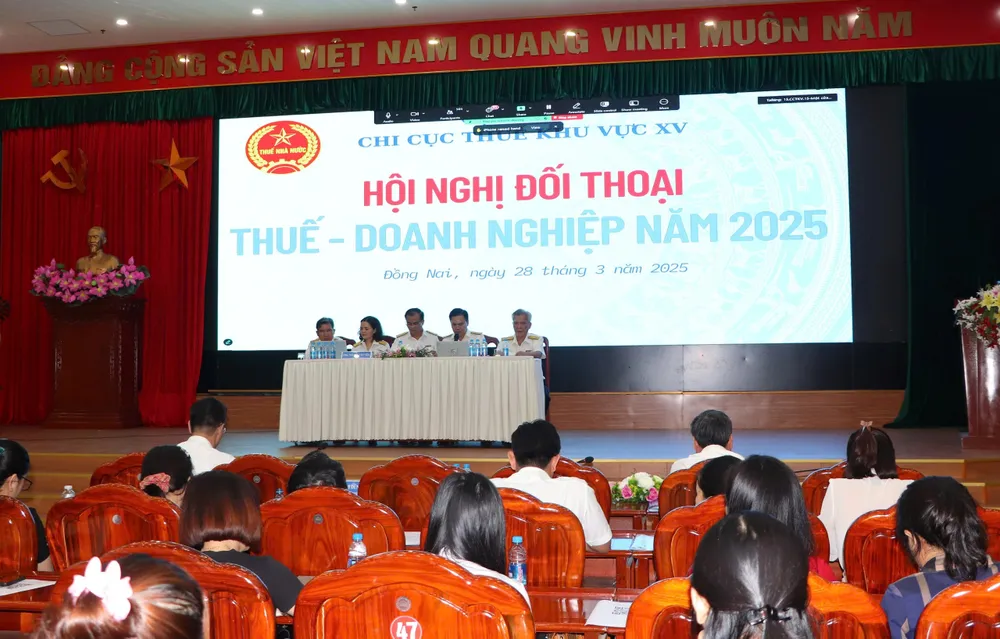 ĐẢNG CỘNG SẢN VIỆT NAM QUANG VINH MUÔN NĂM
CHI CỤC THUẾ KHU VỰC XV
THUẾ NHÀ NƯỚC
HỘI NGHỊ ĐỐI THOẠI
THUẾ - DOANH NGHIỆP NĂM 2025
Đồng Nai, ngày 28 tháng 3 năm 2025
47